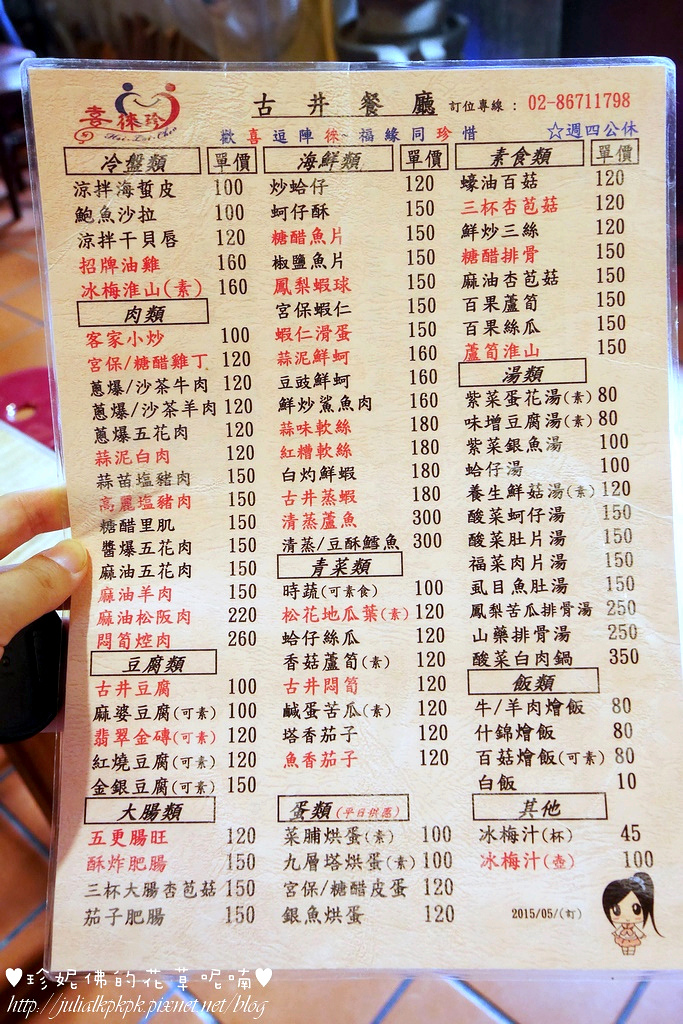 喜徠珍
Hsi-Lai-Chen
古井餐廳 訂位專線：02-86711798
歡喜逗陣徠 福緣同珍惜 ☆週四公休
冷盤類 單價
涼拌海蜇皮 100
鮑魚沙拉 100
涼拌干貝唇 120
招牌油雞 160
冰梅淮山(素) 160
肉類
客家小炒 100
宮保/糖醋雞丁 120
蔥爆/沙茶牛肉 120
蔥爆/沙茶羊肉 120
蔥爆五花肉 120
蒜泥白肉 120
蒜苗塩豬肉 150
高麗塩豬肉 150
糖醋里肌 150
醬爆五花肉 150
麻油五花肉 150
麻油羊肉 150
麻油松阪肉 220
悶筍焢肉 260
豆腐類
古井豆腐 100
麻婆豆腐(可素) 100
翡翠金磚(可素) 120
紅燒豆腐(可素) 120
金銀豆腐(可素) 150
大腸類
五更腸旺 120
酥炸肥腸 150
三杯大腸杏苞菇 150
茄子肥腸 150
海鮮類 單價
炒蛤仔 120
蚵仔酥 150
糖醋魚片 150
椒鹽魚片 150
鳳梨蝦球 150
宮保蝦仁 150
蝦仁滑蛋 150
蒜泥鮮蚵 160
豆豉鮮蚵 160
鮮炒鯊魚肉 160
蒜味軟絲 180
紅糟軟絲 180
白灼鮮蝦 180
古井蒸蝦 180
清蒸鱸魚 300
清蒸/豆酥鱈魚 300
青菜類
時蔬(可素食) 100
松花地瓜葉(素) 120
蛤仔絲瓜 120
香菇蘆筍(素) 120
古井悶筍 120
鹹蛋苦瓜(素) 120
塔香茄子 120
魚香茄子 120
蛋類(平日供應)
菜脯烘蛋(素) 100
九層塔烘蛋(素) 100
宮保/糖醋皮蛋 120
銀魚烘蛋 120
素食類 單價
蠔油百菇 120
三杯杏苞菇 120
鮮炒三絲 120
糖醋排骨 150
麻油杏苞菇 150
百果蘆筍 150
百果絲瓜 150
蘆筍淮山 150
湯類
紫菜蛋花湯(素) 80
味增豆腐湯(素) 80
紫菜銀魚湯 100
蛤仔湯 100
養生鮮菇湯(素) 120
酸菜蚵仔湯 150
酸菜肚片湯 150
福菜肉片湯 150
虱目魚肚湯 150
鳳梨苦瓜排骨湯 250
山藥排骨湯 250
酸菜白肉鍋 350
飯類
牛/羊肉燴飯 80
什錦燴飯 80
百菇燴飯(可素) 80
白飯 10
其他
冰梅汁(杯) 45
冰梅汁(壺) 100
2015/05/(訂)
♥珍妮佛的花草呢喃♥
http://julialkpkpk.pixnet.net/blog